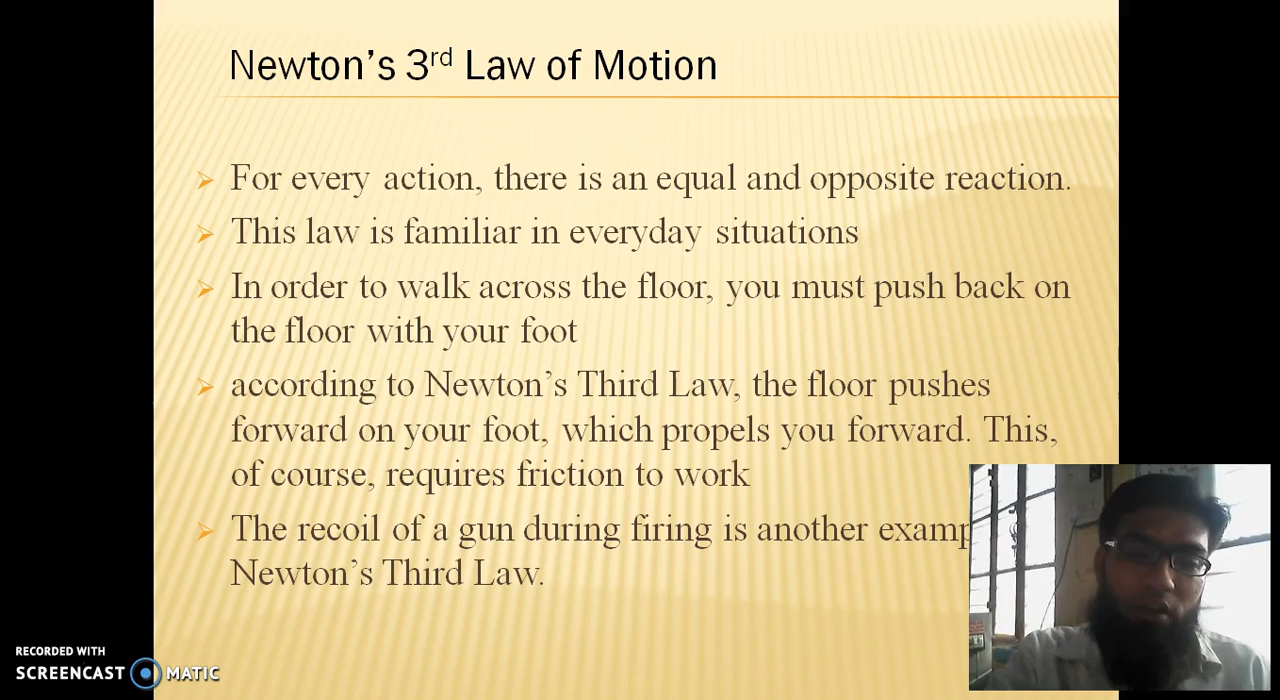 Newton’s 3rd Law of Motion
For every action, there is an equal and opposite reaction.
This law is familiar in everyday situations
In order to walk across the floor, you must push back on
the floor with your foot
according to Newton’s Third Law, the floor pushes
forward on your foot, which propels you forward. This,
of course, requires friction to work
The recoil of a gun during firing is another examp
Newton’s Third Law.
RECORDED WITH
SCREENCAST MATIC